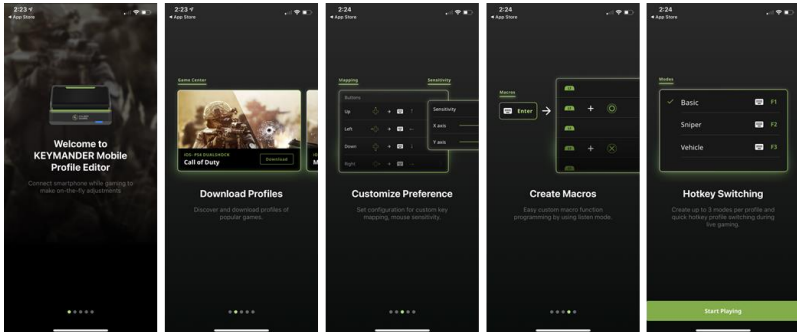 2:23
App Store
Welcome to
KEYMANDER Mobile
Profile Editor
Connect smartphone while gaming to
make on-the-fly adjustments
2:23
App Store
Game Center
Call of Duty
Download
M
Download Profiles
Discover and download profiles of
popular games.
2:24
App Store
Mapping
Sensitivity
Buttons
Up
Left
Down
Right
Sensitivity
X axis
Y axis
Customize Preference
Set configuration for custom key
mapping, mouse sensitivity.
2:24
App Store
Macros
Enter
Create Macros
Easy custom macro function
programming by using listen mode.
2:24
App Store
Modes
Basic
F1
Sniper
F2
Vehicle
F3
Hotkey Switching
Create up to 3 modes per profile and
quick hotkey profile switching during
live gaming.
Start Playing